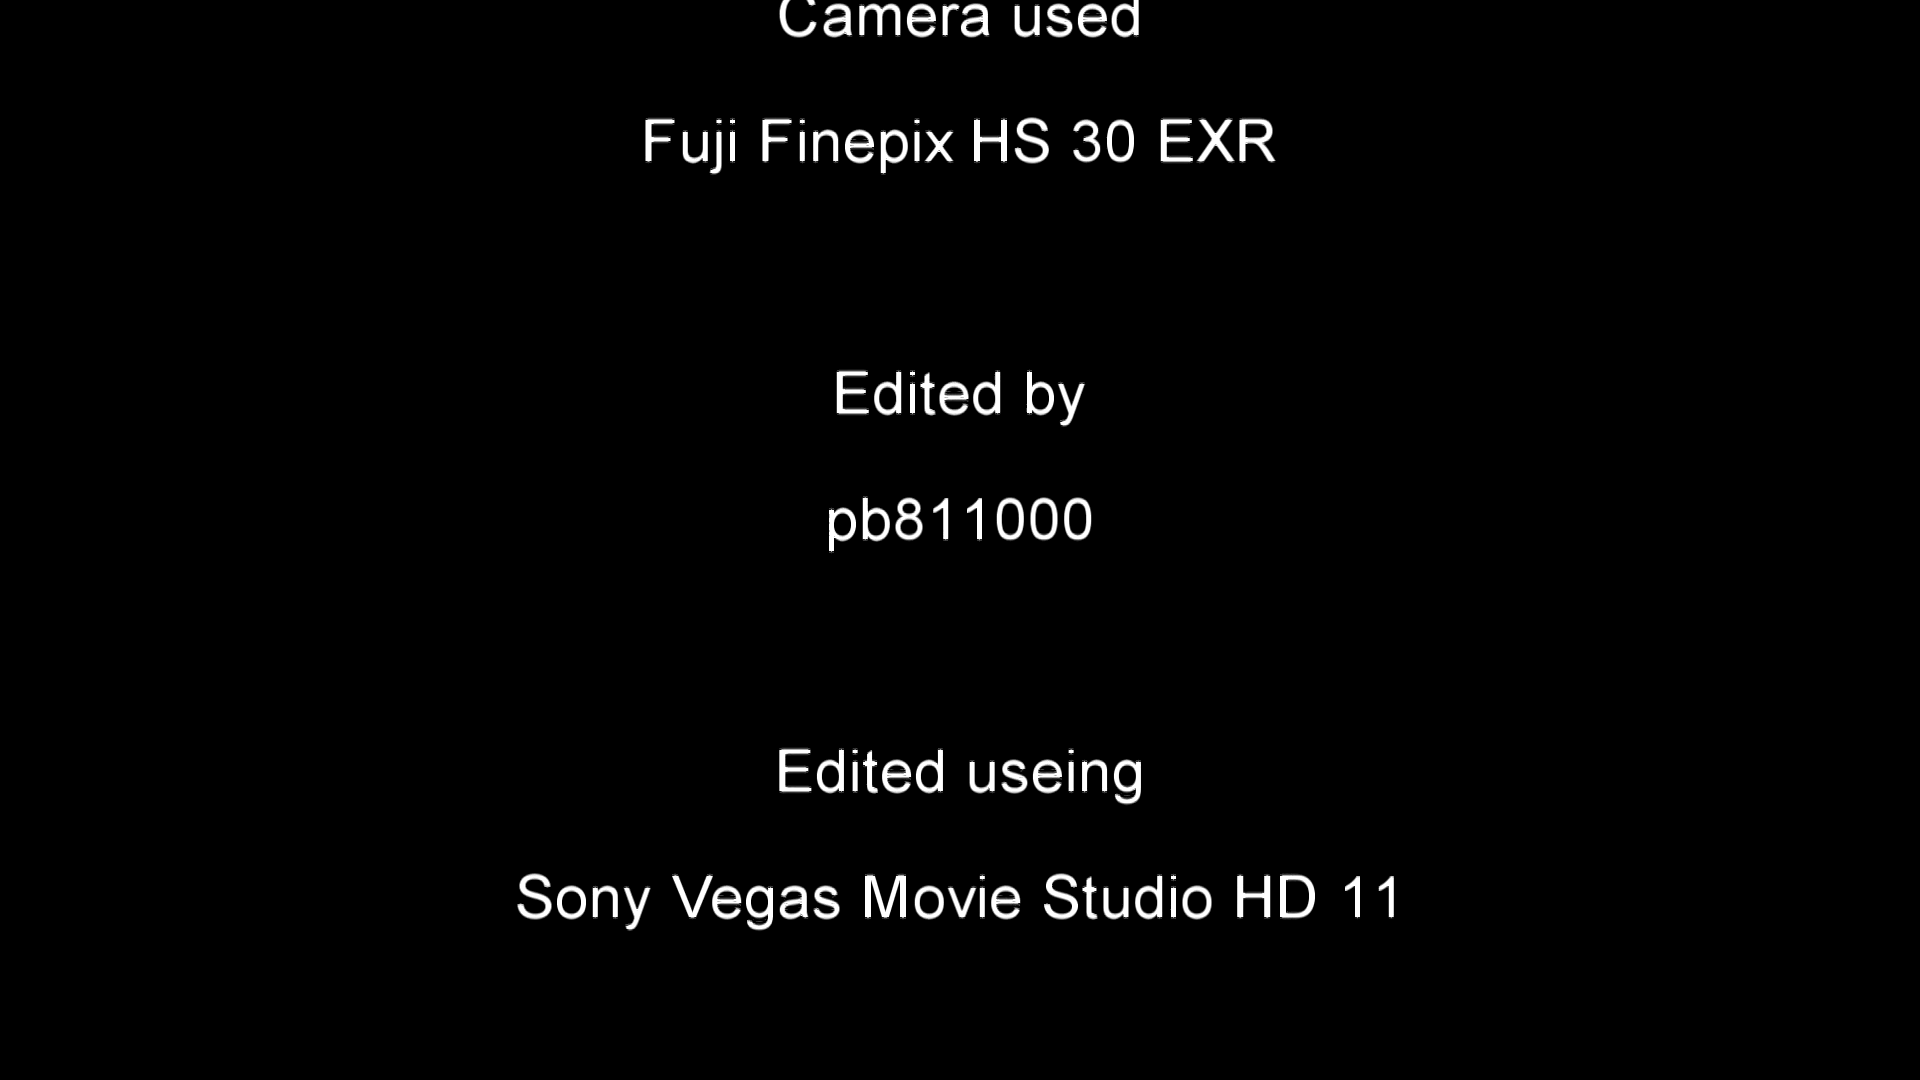 Camera used
Fuji Finepix HS 30 EXR
Edited by
pb811000
Edited useing
Sony Vegas Movie Studio HD 11